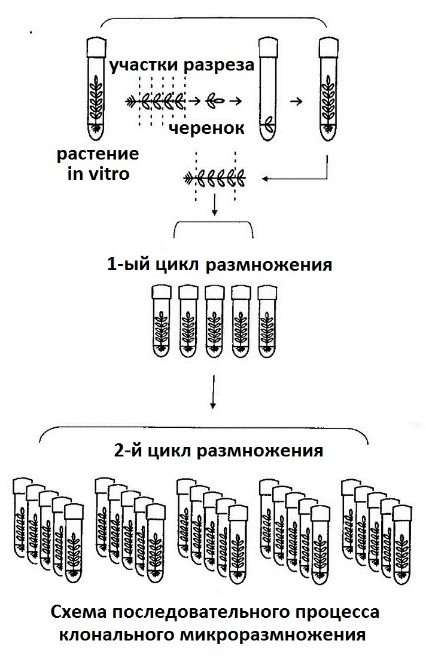 участки разреза
черенок
растение
in vitro
1-ый цикл размножения
2-й цикл размножения
Схема последовательного процесса
клонального микроразмножения